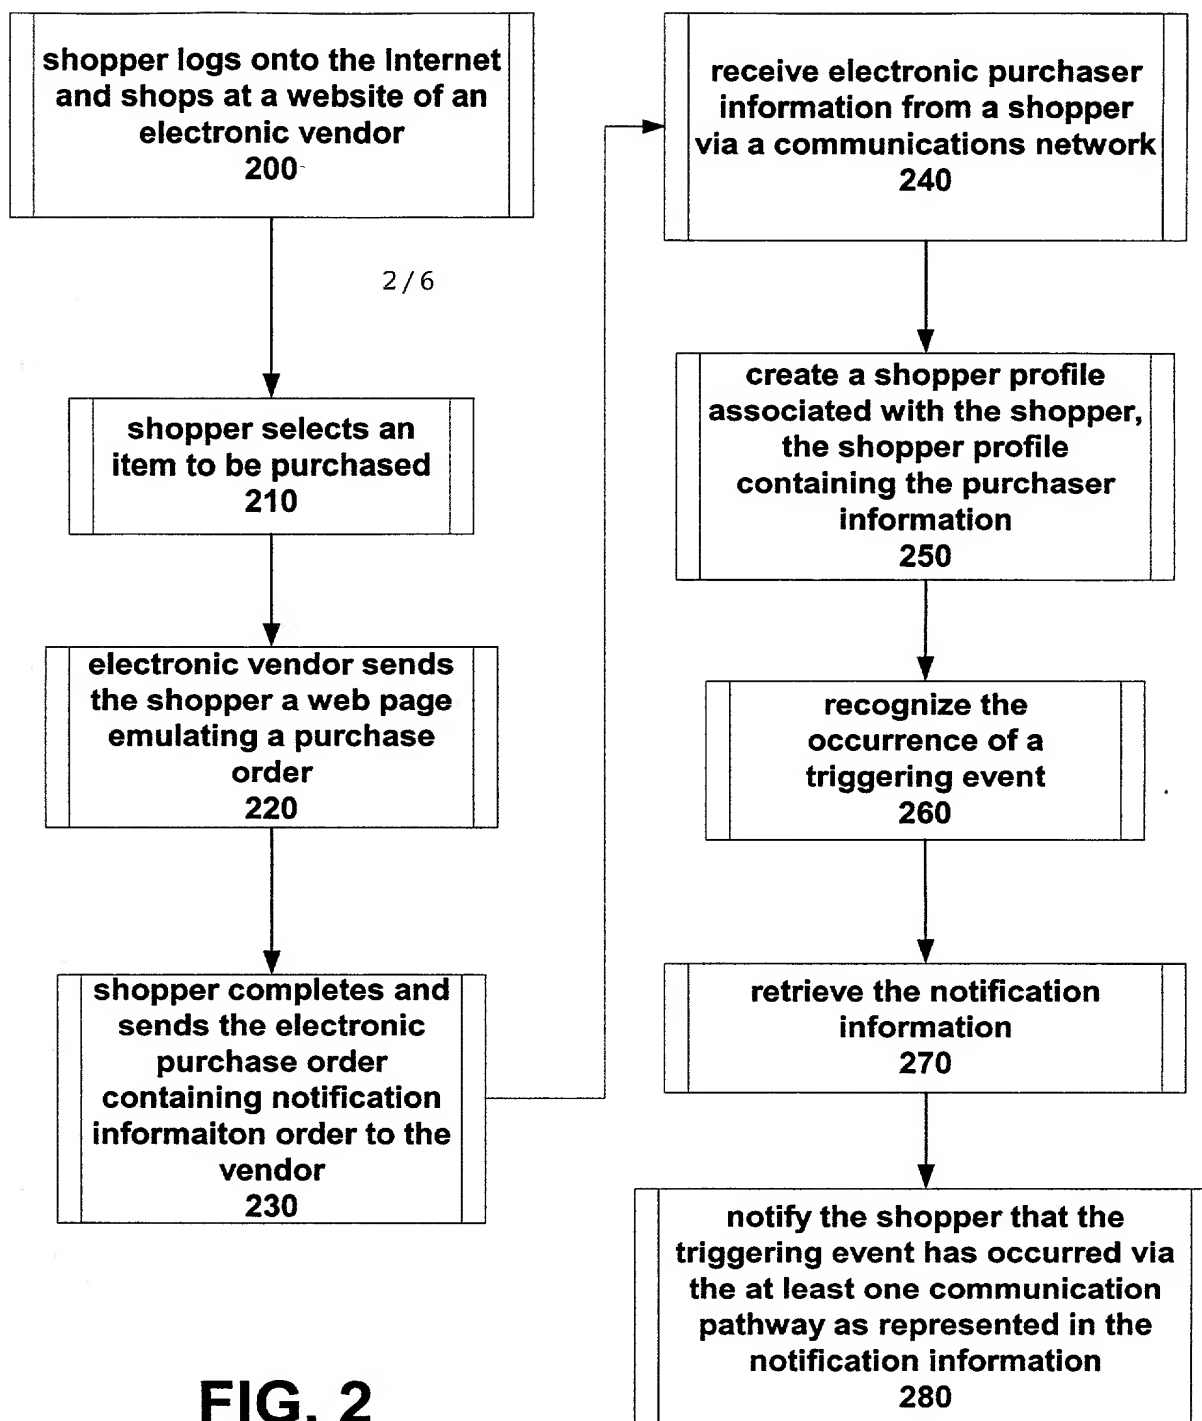 shopper logs onto the Internet
and shops at a website of an
electronic vendor
200
2/6
shopper selects an
item to be purchased
210
electronic vendor sends
the shopper a web page
emulating a purchase
order
220
shopper completes and
sends the electronic
purchase order
containing notification
informaiton order to the
vendor
230
receive electronic purchaser
information from a shopper
via a communications network
240
create a shopper profile
associated with the shopper,
the shopper profile
containing the purchaser
information
250
recognize the
occurrence of a
triggering event
260
retrieve the notification
information
270
notify the shopper that the
triggering event has occurred via
the at least one communication
pathway as represented in the
notification information
280
FIG. 2